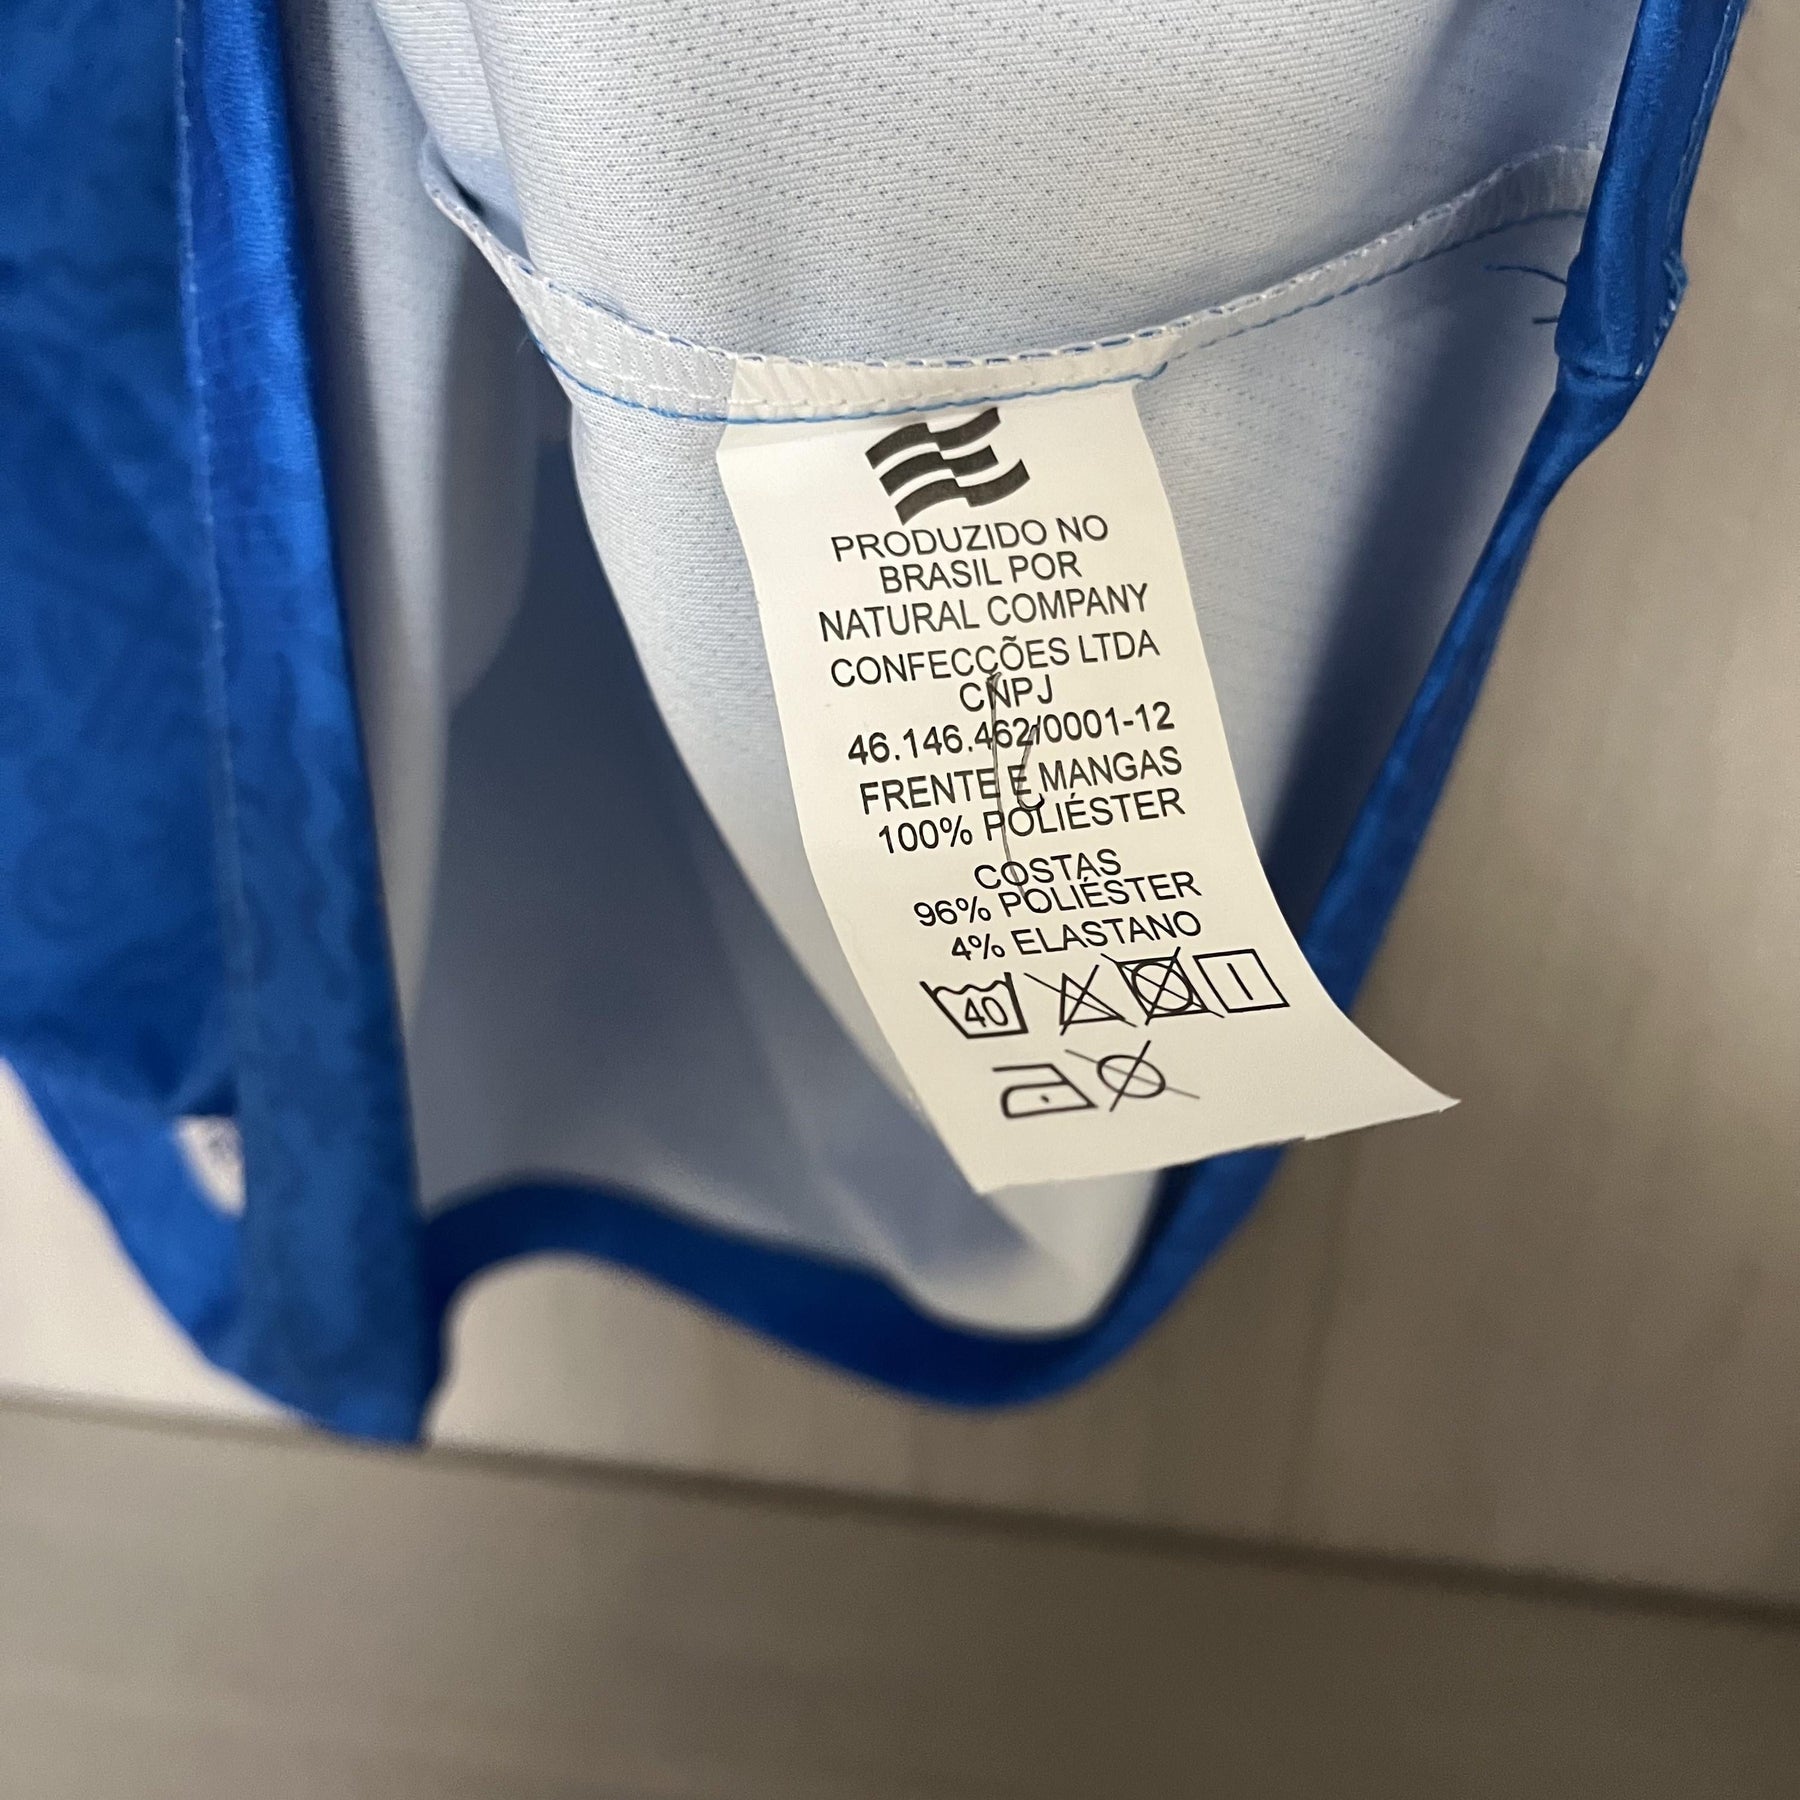 PRODUZIDO NO
BRASIL POR
NATURAL COMPANY
CONFECÇÕES LTDA
CNPJ
46.146.462/0001-12
FRENTE E MANGAS
100% POLIÉSTER
COSTAS
96% POLIÉSTER
4% ELASTANO
40